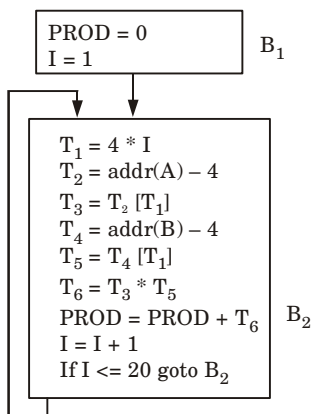 PROD = 0
I = 1
B₁
T₁ = 4 * I
T₂ = addr(A) – 4
T₃ = T₂ [T₁]
T₄ = addr(B) – 4
T₅ = T₄ [T₁]
T₆ = T₃ * T₅
PROD = PROD + T₆
I = I + 1
If I <= 20 goto B₂
B₂